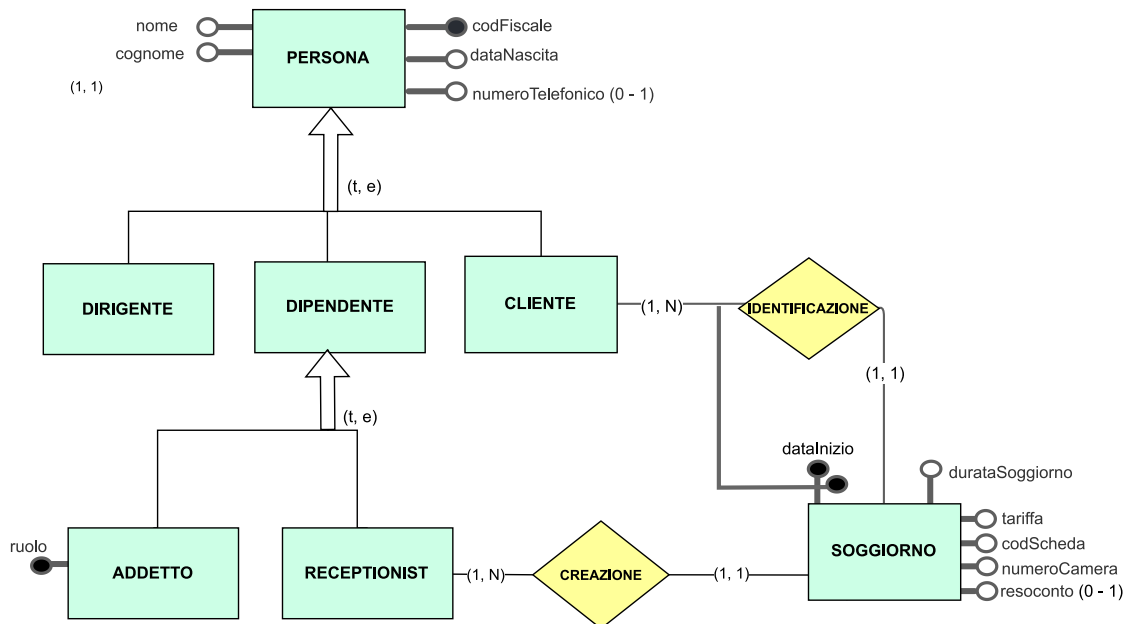 nome
codFiscale
cognome
PERSONA
dataNascita
(1, 1)
numeroTelefonico (0 - 1)
(t, e)
DIRIGENTE
DIPENDENTE
CLIENTE
(1, N)
IDENTIFICAZIONE
(1, 1)
(t, e)
dataInizio
durataSoggiorno
ruolo
ADDETTO
RECEPTIONIST
(1, N)
CREAZIONE
(1, 1)
SOGGIORNO
tariffa
codScheda
numeroCamera
resoconto (0 - 1)